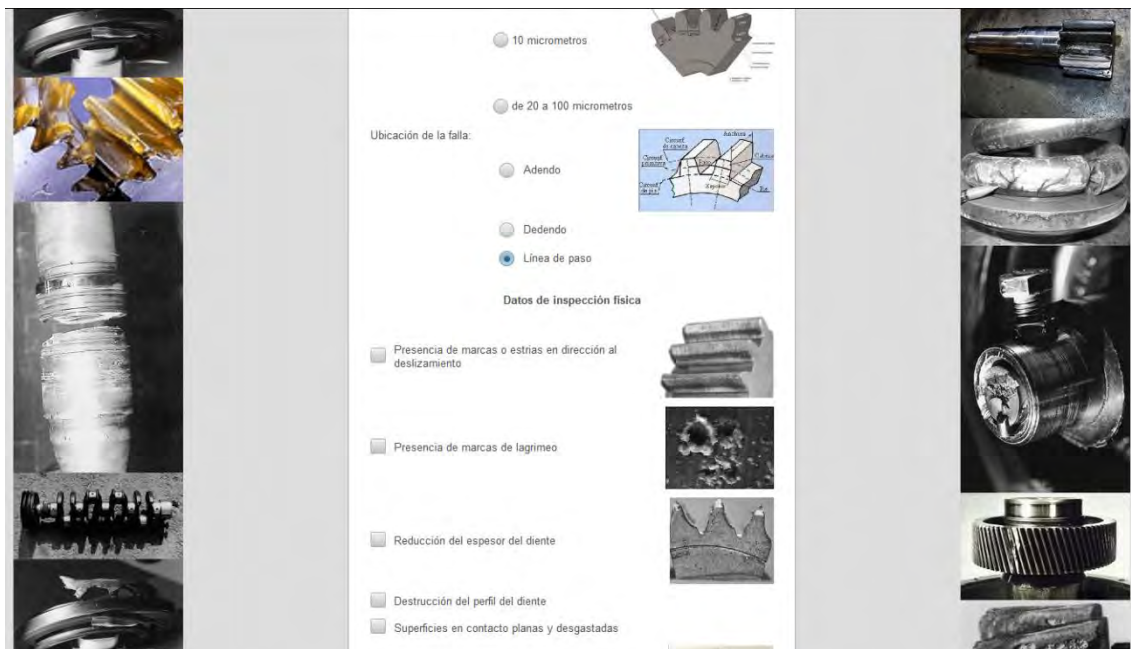 10 micrometros
de 20 a 100 micrometros
Ubicación de la falla:
Adendo
Dedendo
Línea de paso
Datos de inspección física
Presencia de marcas o estrias en dirección al
deslizamiento
Presencia de marcas de lagrimeo
Reducción del espesor del diente
Destrucción del perfil del diente
Superficies en contacto planas y desgastadas